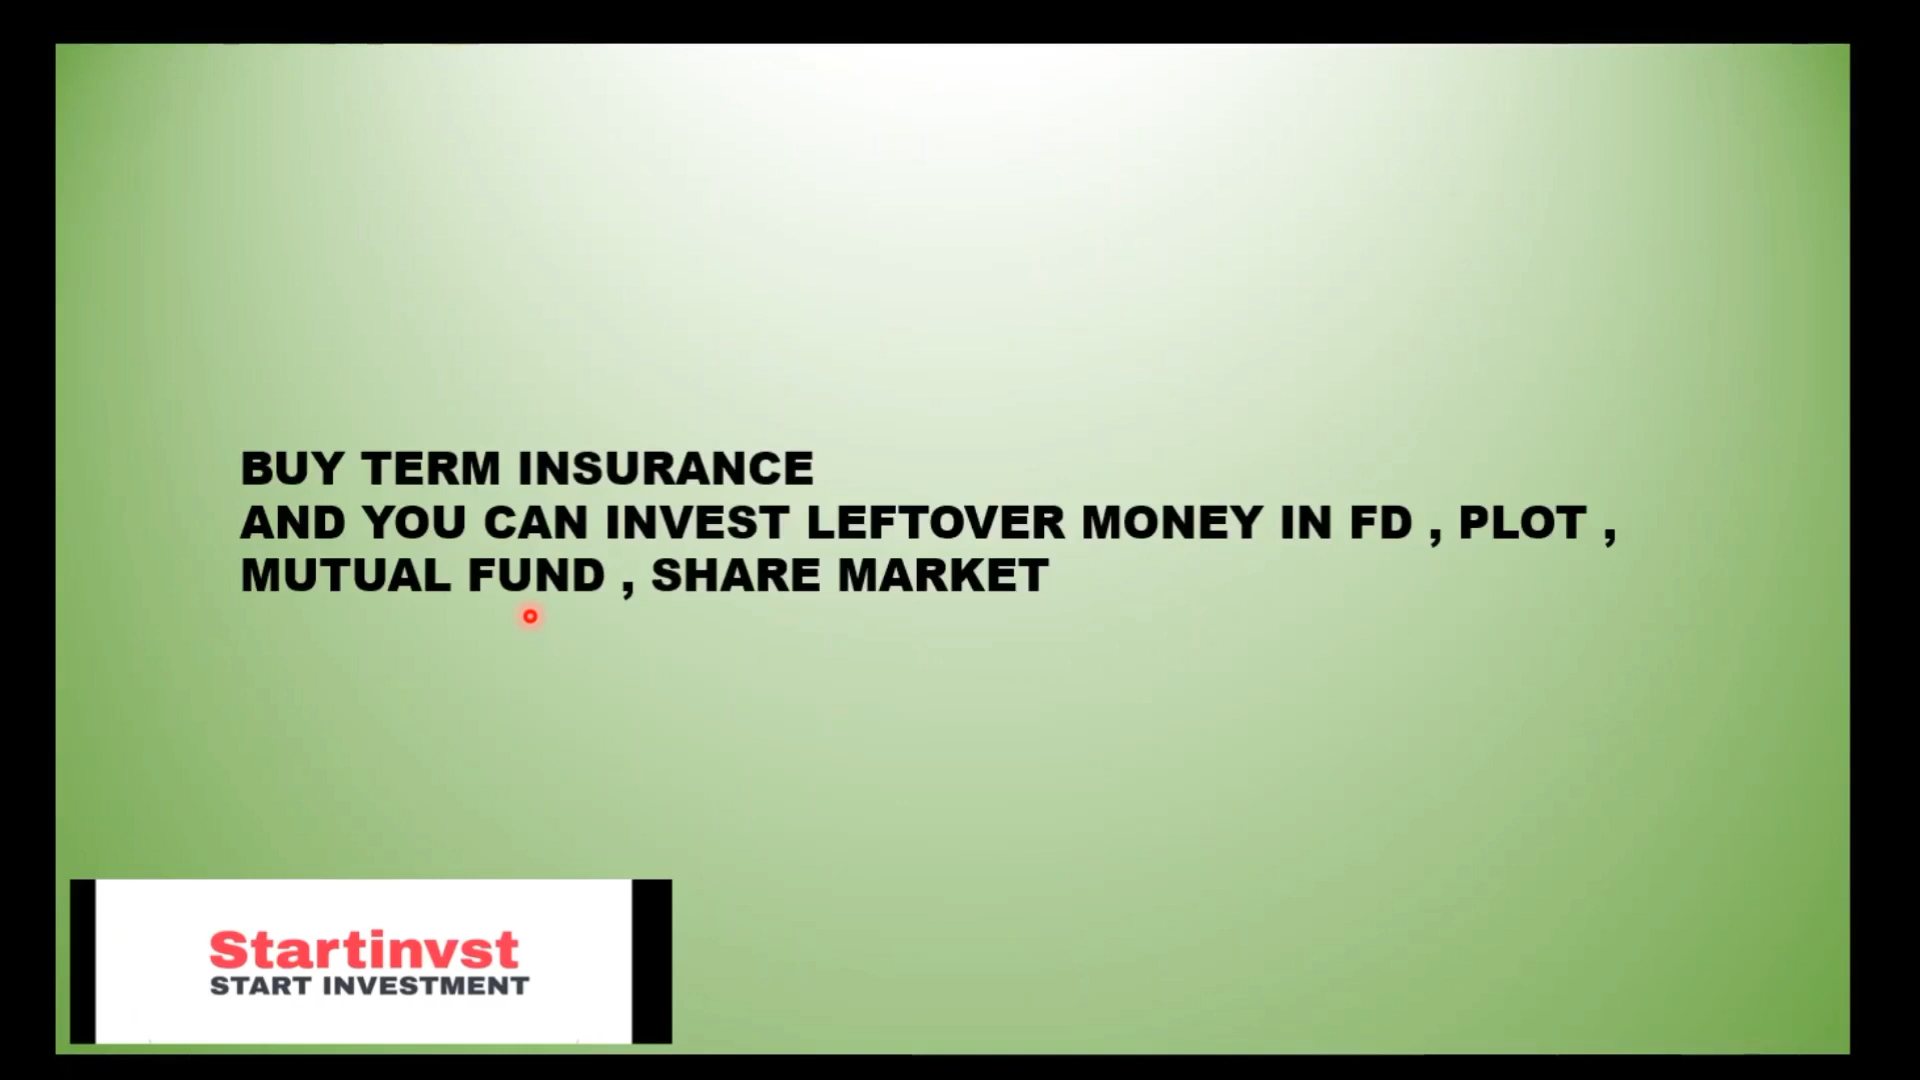 BUY TERM INSURANCE
AND YOU CAN INVEST LEFTOVER MONEY IN FD , PLOT ,
MUTUAL FUND , SHARE MARKET
Startinvst
START INVESTMENT